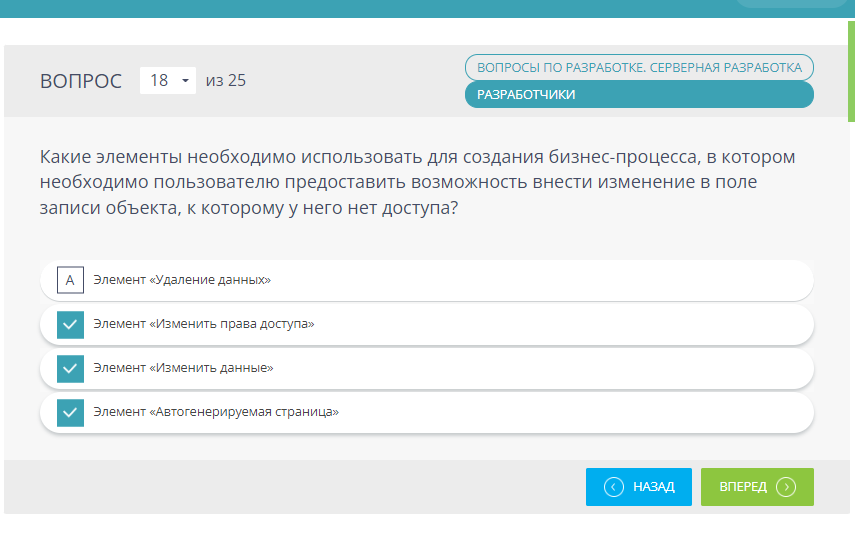 ВОПРОС 18 из 25
ВОПРОСЫ ПО РАЗРАБОТКЕ. СЕРВЕРНАЯ РАЗРАБОТКА
РАЗРАБОТЧИКИ
Какие элементы необходимо использовать для создания бизнес-процесса, в котором
необходимо пользователю предоставить возможность внести изменение в поле
записи объекта, к которому у него нет доступа?
A Элемент «Удаление данных»
Элемент «Изменить права доступа»
Элемент «Изменить данные»
Элемент «Автогенерируемая страница»
НАЗАД
ВПЕРЕД